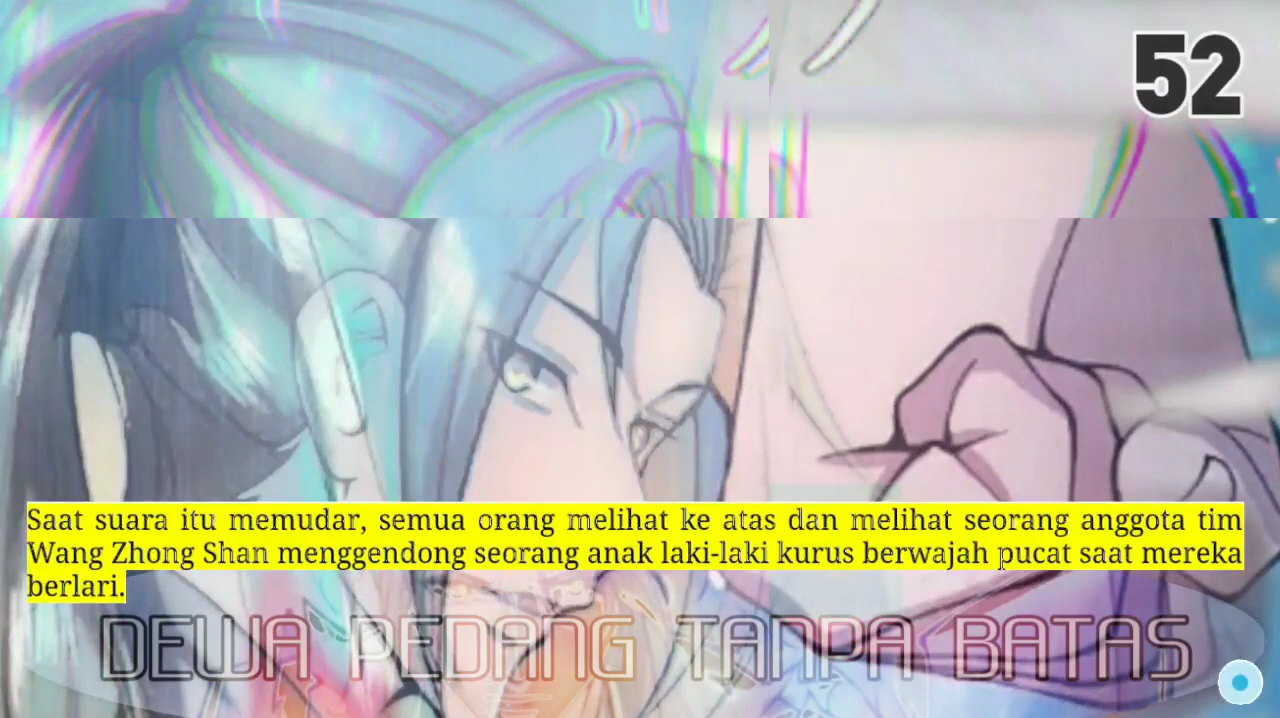 52
Saat suara itu memudar, semua orang melihat ke atas dan melihat seorang anggota tim
Wang Zhong Shan menggendong seorang anak laki-laki kurus berwajah pucat saat mereka
berlari.
DEWA PEDANG TANPA BATAS